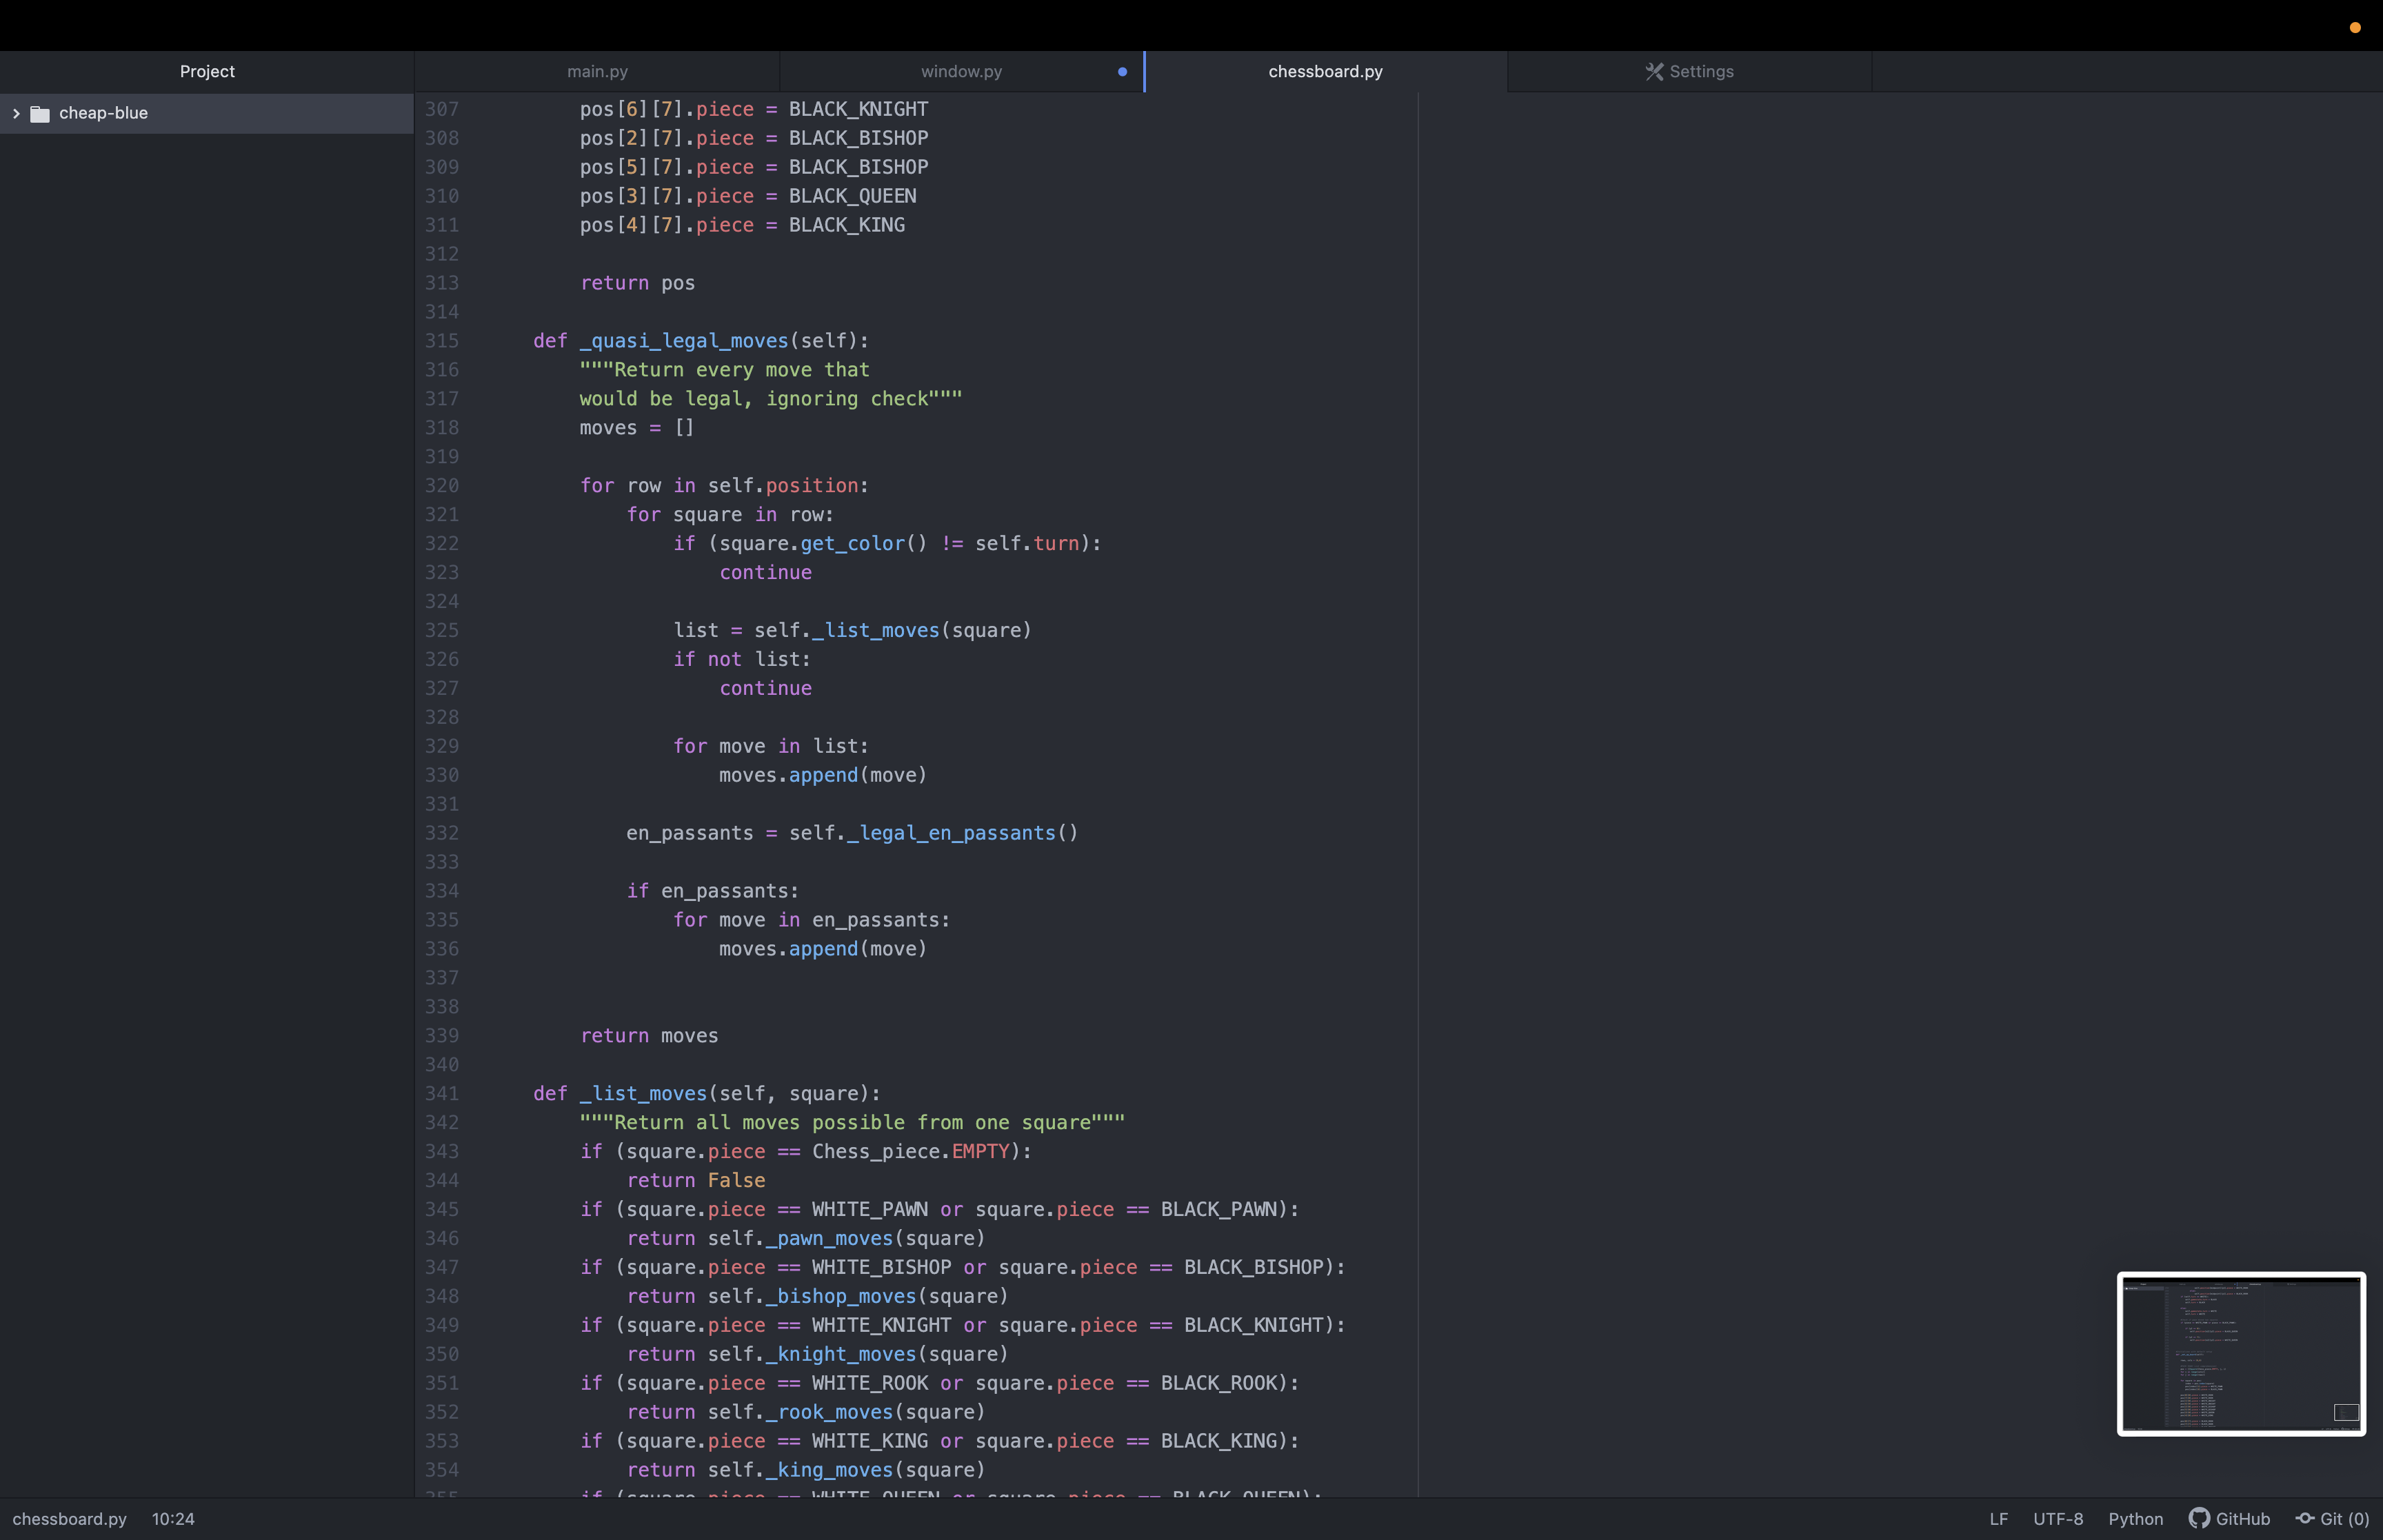 Project
main.py
window.py
chessboard.py
Settings
cheap-blue
307 pos[6][7].piece = BLACK_KNIGHT
308 pos[2][7].piece = BLACK_BISHOP
309 pos[5][7].piece = BLACK_BISHOP
310 pos[3][7].piece = BLACK_QUEEN
311 pos[4][7].piece = BLACK_KING
312
313 return pos
314
315 def _quasi_legal_moves(self):
316 """Return every move that
317 would be legal, ignoring check"""
318 moves = []
319
320 for row in self.position:
321 for square in row:
322 if (square.get_color() != self.turn):
323 continue
324
325 list = self._list_moves(square)
326 if not list:
327 continue
328
329 for move in list:
330 moves.append(move)
331
332 en_passants = self._legal_en_passants()
333
334 if en_passants:
335 for move in en_passants:
336 moves.append(move)
337
338
339 return moves
340
341 def _list_moves(self, square):
342 """Return all moves possible from one square"""
343 if (square.piece == Chess_piece.EMPTY):
344 return False
345 if (square.piece == WHITE_PAWN or square.piece == BLACK_PAWN):
346 return self._pawn_moves(square)
347 if (square.piece == WHITE_BISHOP or square.piece == BLACK_BISHOP):
348 return self._bishop_moves(square)
349 if (square.piece == WHITE_KNIGHT or square.piece == BLACK_KNIGHT):
350 return self._knight_moves(square)
351 if (square.piece == WHITE_ROOK or square.piece == BLACK_ROOK):
352 return self._rook_moves(square)
353 if (square.piece == WHITE_KING or square.piece == BLACK_KING):
354 return self._king_moves(square)
355 if (square.piece == WHITE_QUEEN or square.piece == BLACK_QUEEN):
chessboard.py 10:24
LF UTF-8 Python GitHub Git (0)